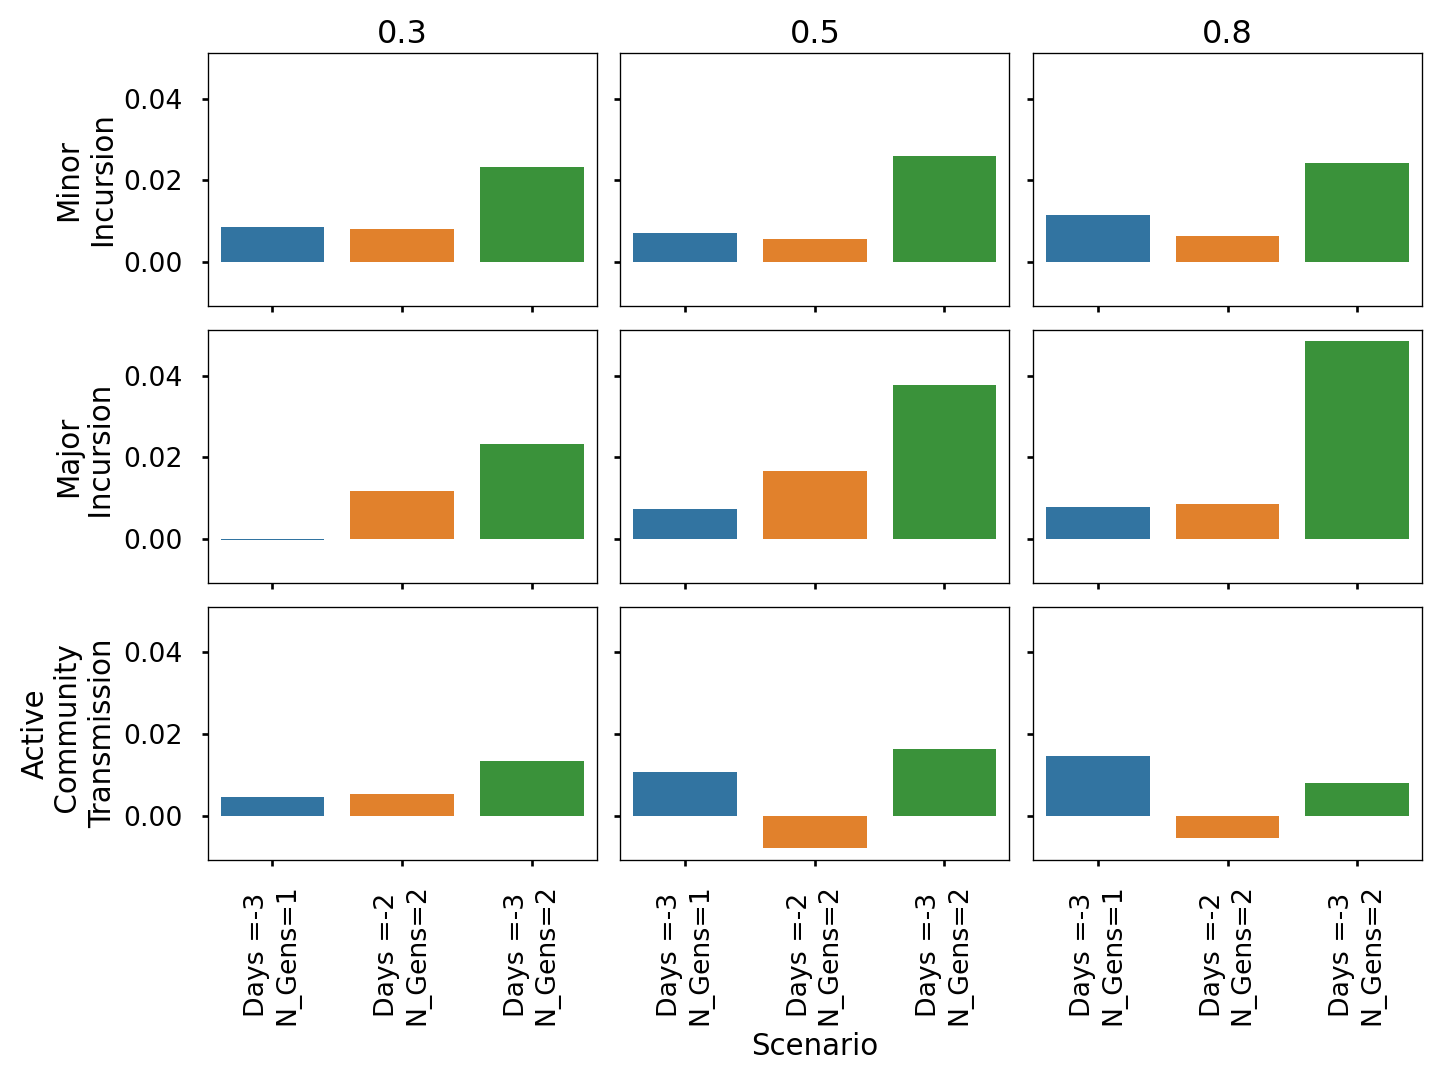 0.3
0.5
0.8
Minor
Incursion
0.04
0.02
0.00
Major
Incursion
0.04
0.02
0.00
Active
Community
Transmission
0.04
0.02
0.00
Days =-3
N_Gens=1
Days =-2
N_Gens=2
Days =-3
N_Gens=2
Days =-3
N_Gens=1
Days =-2
N_Gens=2
Days =-3
N_Gens=2
Days =-3
N_Gens=1
Days =-2
N_Gens=2
Days =-3
N_Gens=2
Scenario